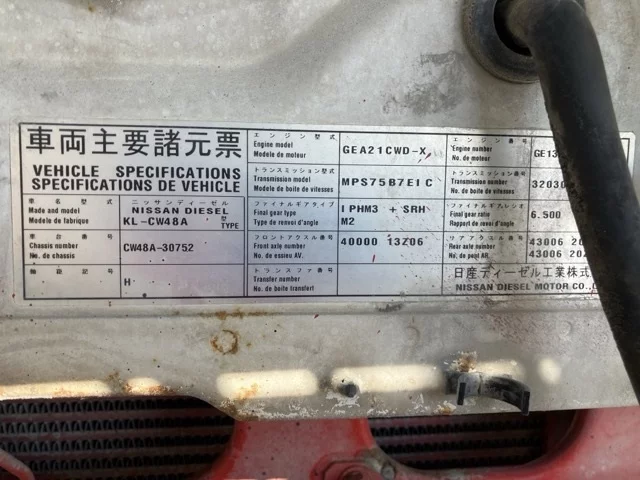 車両主要諸元票
VEHICLE SPECIFICATIONS
SPECIFICATIONS DE VEHICLE
車名及型式
Made and model
Modele de fabrique
ニッサンディーゼル
NISSAN DIESEL
KL-CW48A 型
TYPE
車台番号
Chassis number
No. de chassis
CW48A-30752
軸距記号
H
エンジン型式
Engine model
Modele de moteur
GEA21CWD-X
トランスミッション型式
Transmission model
Modele de boite de vitesses
MPS75B7E1C
ファイナルギアタイプ
Final gear type
Type de renvoi d'angle
1PHM3 + SRH
M2
フロントアクスル番号
Front axle number
No. de essieu AV.
40000 13Z06
トランスファ番号
Transfer number
No. de boite transfert
エンジン番号
Engine number
No. de moteur
GE13
トランスミッション番号
Transmission number
No. de boite de vitesses
32030
ファイナルギアレシオ
Final gear ratio
Rapport de renvoi d'angle
6.500
リアアクスル番号
Rear axle number
No. de pont AR.
43006
43006
日産ディーゼル工業株式
NISSAN DIESEL MOTOR CO.,